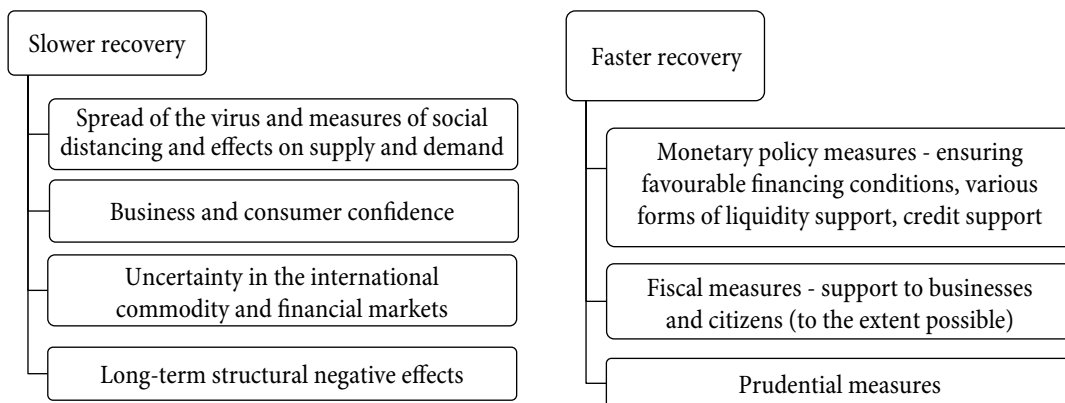 Slower recovery
Spread of the virus and measures of social
distancing and effects on supply and demand
Business and consumer confidence
Uncertainty in the international
commodity and financial markets
Long-term structural negative effects
Faster recovery
Monetary policy measures - ensuring
favourable financing conditions, various
forms of liquidity support, credit support
Fiscal measures - support to businesses
and citizens (to the extent possible)
Prudential measures